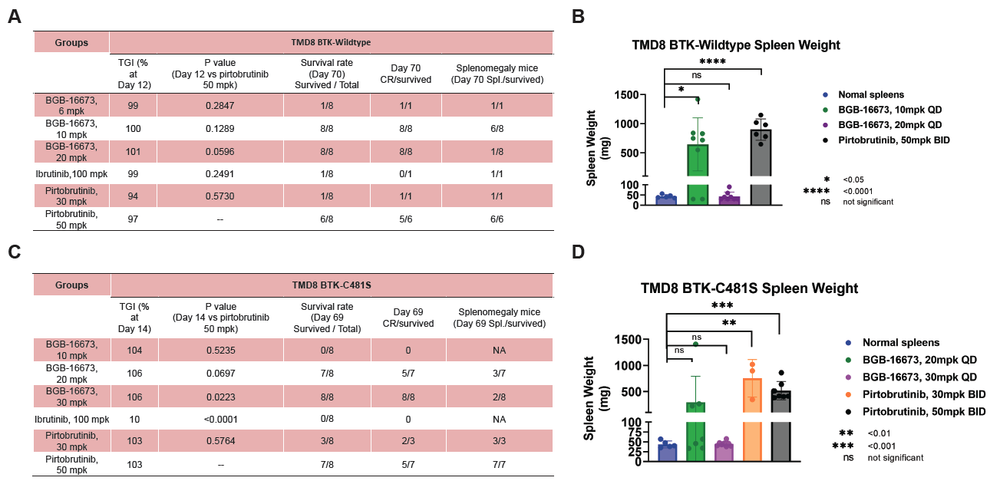 A
Groups
TMD8 BTK-Wildtype
TGI (%
at
Day 12)
P value
(Day 12 vs pirtobrutinib
50 mpk)
Survival rate
(Day 70)
Survived / Total
Day 70
CR/survived
Splenomegaly mice
(Day 70 Spl./survived)
BGB-16673,
6 mpk
99
0.2847
1/8
1/1
1/1
BGB-16673,
10 mpk
100
0.1289
8/8
8/8
6/8
BGB-16673,
20 mpk
101
0.0596
8/8
8/8
1/8
Ibrutinib,100 mpk
99
0.2491
1/8
0/1
1/1
Pirtobrutinib,
30 mpk
94
0.5730
1/8
1/1
1/1
Pirtobrutinib,
50 mpk
97
--
6/8
5/6
6/6
B
TMD8 BTK-Wildtype Spleen Weight
****
ns
*
Spleen Weight
(mg)
1500
1000
500
100
50
0
Nomal spleens
BGB-16673, 10mpk QD
BGB-16673, 20mpk QD
Pirtobrutinib, 50mpk BID
* <0.05
**** <0.0001
ns not significant
C
Groups
TMD8 BTK-C481S
TGI (%
at
Day 14)
P value
(Day 14 vs pirtobrutinib
50 mpk)
Survival rate
(Day 69
Survived / Total)
Day 69
CR/survived
Splenomegaly mice
(Day 69 Spl./survived)
BGB-16673,
10 mpk
104
0.5235
0/8
0
NA
BGB-16673,
20 mpk
106
0.0697
7/8
5/7
3/7
BGB-16673,
30 mpk
106
0.0223
8/8
8/8
2/8
Ibrutinib, 100 mpk
10
<0.0001
0/8
0
NA
Pirtobrutinib,
30 mpk
103
0.5764
3/8
2/3
3/3
Pirtobrutinib,
50 mpk
103
--
7/8
5/7
7/7
D
TMD8 BTK-C481S Spleen Weight
***
**
ns
ns
Spleen Weight
(mg)
1500
1000
500
100
75
50
25
0
Normal spleens
BGB-16673, 20mpk QD
BGB-16673, 30mpk QD
Pirtobrutinib, 30mpk BID
Pirtobrutinib, 50mpk BID
** <0.01
*** <0.001
ns not significant